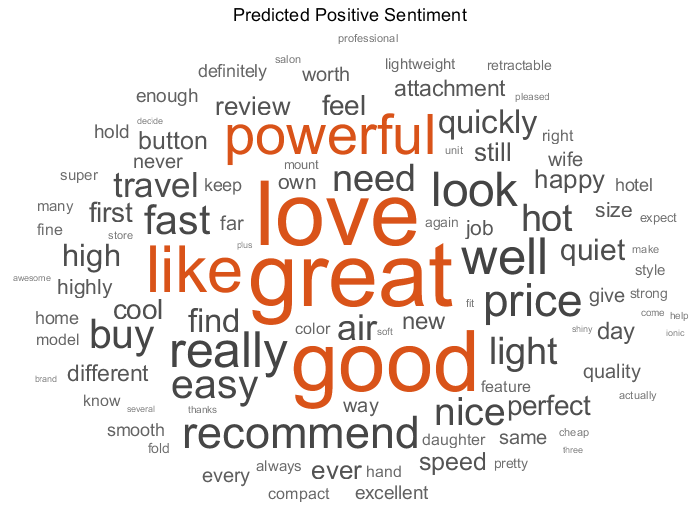 Predicted Positive Sentiment
professional
salon
definitely worth lightweight retractable
enough review feel attachment pleased
decide
hold button powerful quickly right
never mount unit still wife
super travel keep own need look happy hotel
many first fast far love again job hot size expect
fine store
high plus well quiet make
highly like great style
awesome
home cool find fit price give strong
model buy color air soft new shiny day come help
ionic
brand different really good light quality
easy feature actually
know several thanks way nice perfect
smooth recommend daughter same cheap
fold three
every always ever hand speed pretty
compact excellent